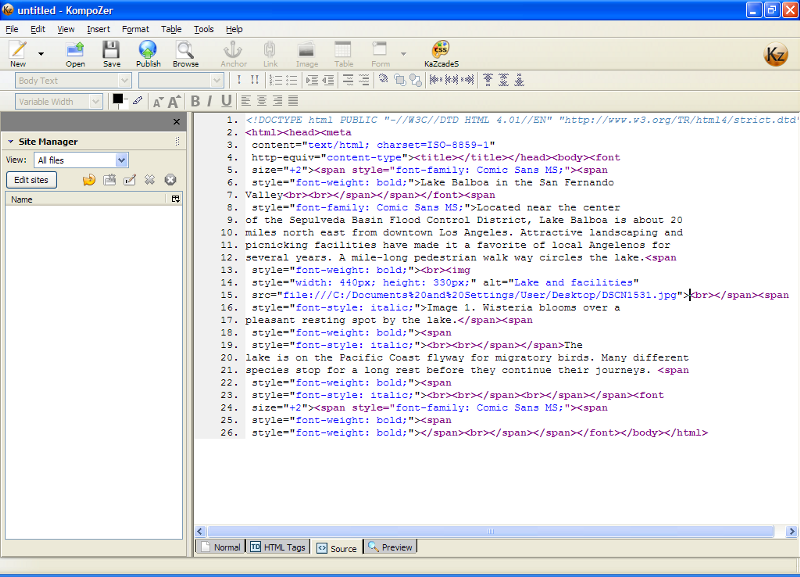 untitled - KompoZer
File Edit View Insert Format Table Tools Help
New Open Save Publish Browse Anchor Link Image Table Form KaZcadeS
Kz
Body Text
Variable Width
Site Manager
View: All files
Edit sites
Name
1. <!DOCTYPE html PUBLIC "-//W3C//DTD HTML 4.01//EN" "http://www.w3.org/TR/html4/strict.dtd"
2. <html><head><meta
3. content="text/html; charset=ISO-8859-1"
4. http-equiv="content-type"><title></title></head><body><font
5. size="+2"><span style="font-family: Comic Sans MS;"><span
6. style="font-weight: bold;">Lake Balboa in the San Fernando
7. Valley<br><br></span></span></font><span
8. style="font-family: Comic Sans MS;">Located near the center
9. of the Sepulveda Basin Flood Control District, Lake Balboa is about 20
10. miles north east from downtown Los Angeles. Attractive landscaping and
11. picnicking facilities have made it a favorite of local Angelenos for
12. several years. A mile-long pedestrian walk way circles the lake.<span
13. style="font-weight: bold;"><br><img
14. style="width: 440px; height: 330px;" alt="Lake and facilities"
15. src="file:///C:/Documents%20and%20Settings/User/Desktop/DSCN1531.jpg"><br></span><span
16. style="font-style: italic;">Image 1. Wisteria blooms over a
17. pleasant resting spot by the lake.</span><span
18. style="font-weight: bold;"><span
19. style="font-style: italic;"><br><br></span></span>The
20. lake is on the Pacific Coast flyway for migratory birds. Many different
21. species stop for a long rest before they continue their journeys. <span
22. style="font-weight: bold;"><span
23. style="font-style: italic;"><br><br><br></span><br></span></span><font
24. size="+2"><span style="font-family: Comic Sans MS;"><span
25. style="font-weight: bold;"><span
26. style="font-weight: bold;"></span><br></span></span></font></body></html>
Normal HTML Tags Source Preview